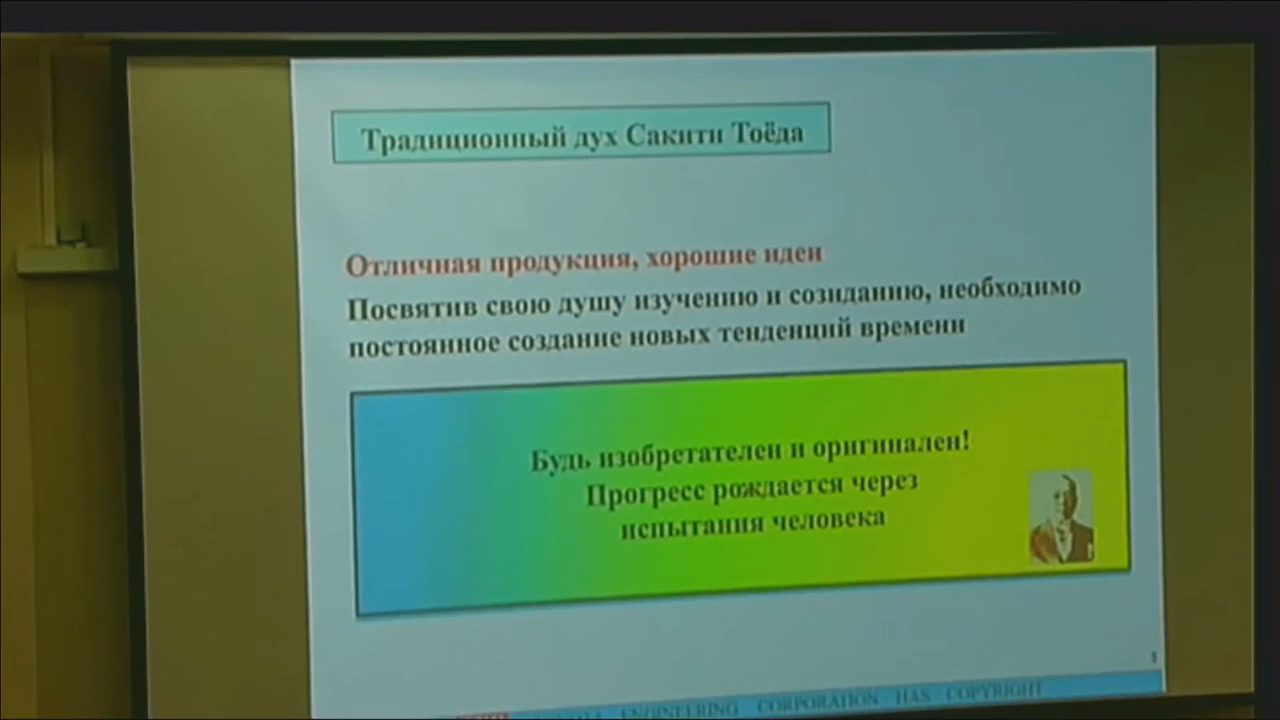 Традиционный дух Сакити Тоёда
Отличная продукция, хорошие идеи
Посвятив свою душу изучению и созиданию, необходимо
постоянное создание новых тенденций времени
Будь изобретателен и оригинален!
Прогресс рождается через
испытания человека
ENGINEERING CORPORATION HAS COPYRIGHT